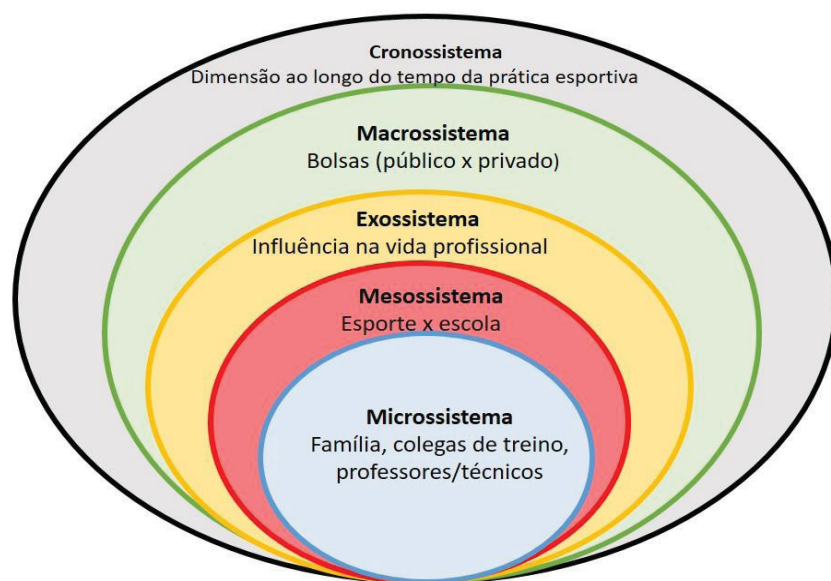 Cronossistema
Dimensão ao longo do tempo da prática esportiva
Macrossistema
Bolsas (público x privado)
Exossistema
Influência na vida profissional
Mesossistema
Esporte x escola
Microssistema
Família, colegas de treino,
professores/técnicos